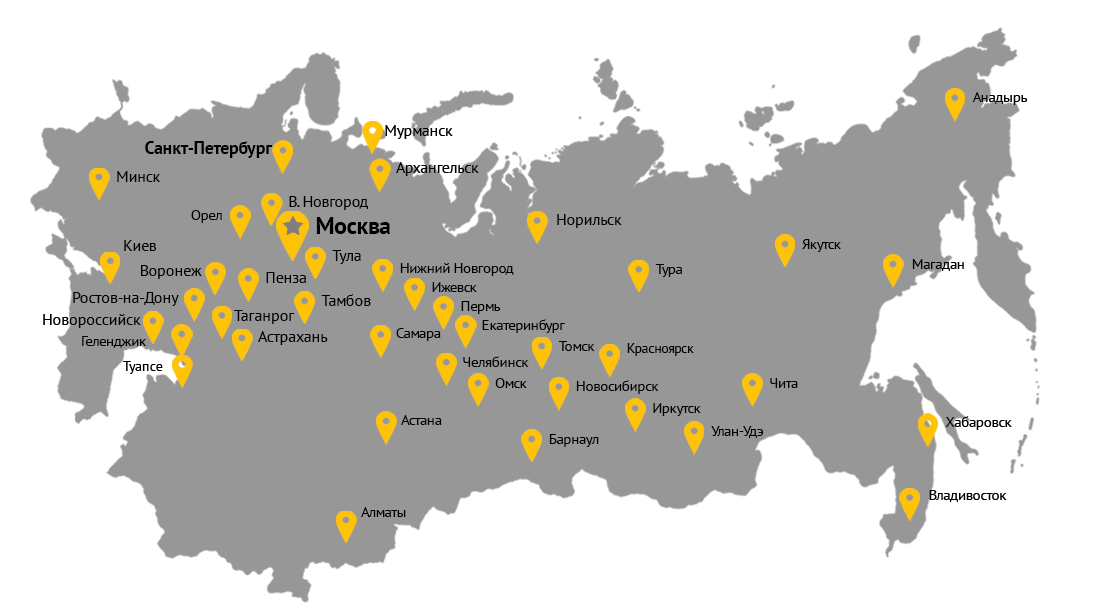 Анадырь
Мурманск
Санкт-Петербург
Архангельск
Минск
В. Новгород
Орел
Москва
Норильск
Киев
Якутск
Тула
Магадан
Воронеж
Нижний Новгород
Тура
Пенза
Ижевск
Ростов-на-Дону
Тамбов
Пермь
Новороссийск
Таганрог
Екатеринбург
Самара
Геленджик
Астрахань
Томск
Красноярск
Туапсе
Челябинск
Омск
Новосибирск
Чита
Иркутск
Астана
Хабаровск
Улан-Удэ
Барнаул
Владивосток
Алматы